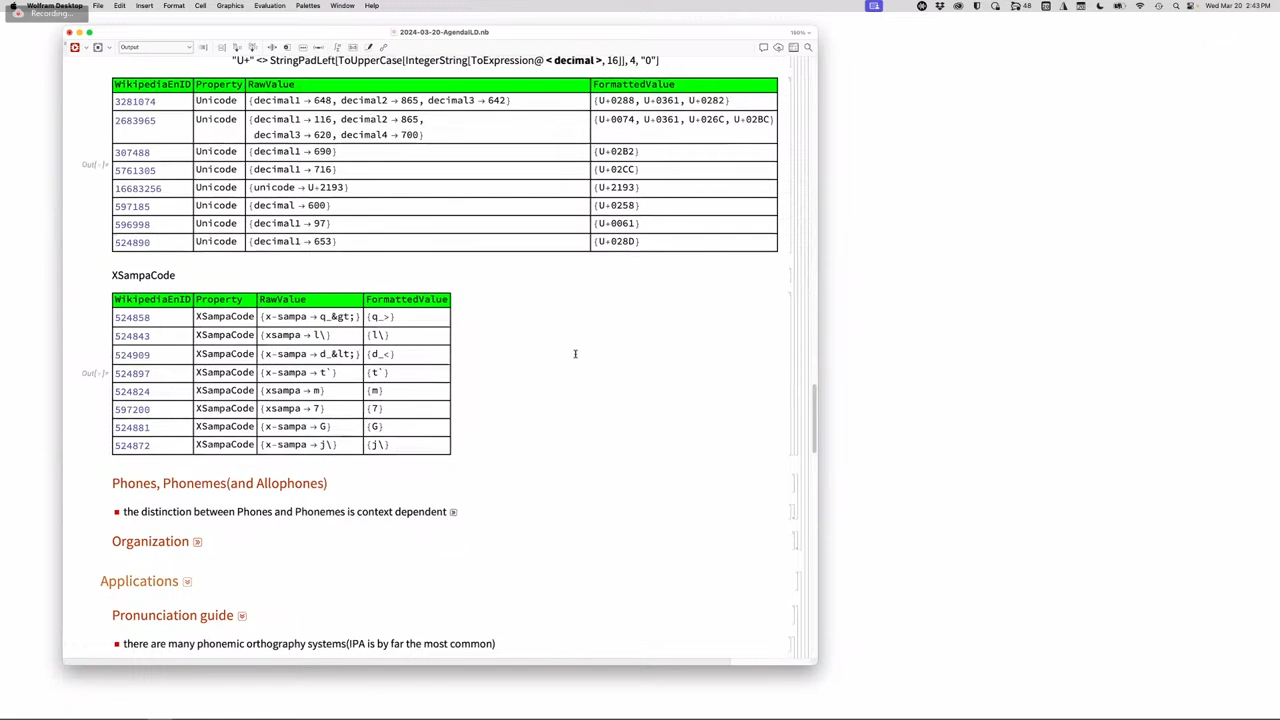 Wolfram Desktop File Edit Insert Format Cell Graphics Evaluation Palettes Window Help 48 Wed Mar 20 2:43 PM
Recording...
2024-03-20-AgendaILD.nb
150%
Output
"U+" <> StringPadLeft[ToUpperCase[IntegerString[ToExpression@ < decimal >, 16]], 4, "0"]
WikipediaEnID Property RawValue FormattedValue
3281074 Unicode {decimal1 → 648, decimal2 → 865, decimal3 → 642} {U+0288, U+0361, U+0282}
2683965 Unicode {decimal1 → 116, decimal2 → 865, {U+0074, U+0361, U+026C, U+02BC}
decimal3 → 620, decimal4 → 700}
307488 Unicode {decimal1 → 690} {U+02B2}
Out[ ]=
5761305 Unicode {decimal1 → 716} {U+02CC}
16683256 Unicode {unicode → U+2193} {U+2193}
597185 Unicode {decimal → 600} {U+0258}
596998 Unicode {decimal1 → 97} {U+0061}
524890 Unicode {decimal1 → 653} {U+028D}
XSampaCode
WikipediaEnID Property RawValue FormattedValue
524858 XSampaCode {x-sampa → q_&gt;} {q_>}
524843 XSampaCode {xsampa → l\} {l\}
524909 XSampaCode {x-sampa → d_&lt;} {d_<}
Out[ ]=
524897 XSampaCode {x-sampa → t`} {t`}
524824 XSampaCode {xsampa → m} {m}
597200 XSampaCode {xsampa → 7} {7}
524881 XSampaCode {x-sampa → G} {G}
524872 XSampaCode {x-sampa → j\} {j\}
Phones, Phonemes(and Allophones)
the distinction between Phones and Phonemes is context dependent
Organization
Applications
Pronunciation guide
there are many phonemic orthography systems(IPA is by far the most common)